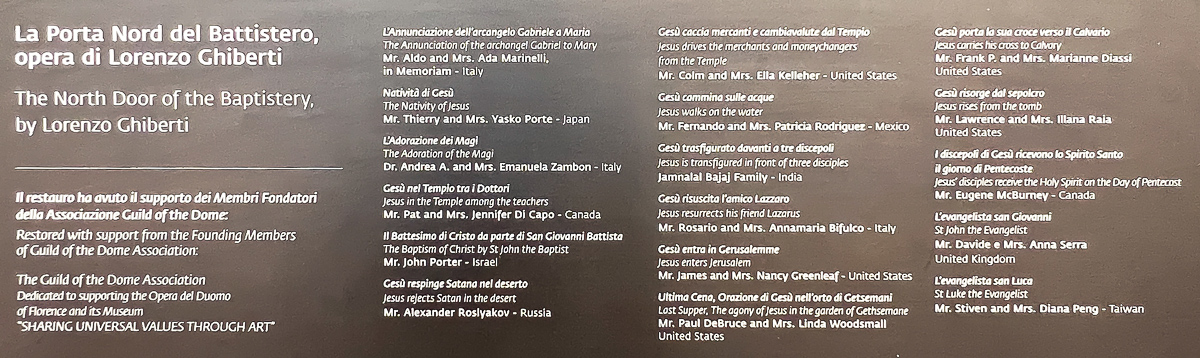 La Porta Nord del Battistero,
opera di Lorenzo Ghiberti
The North Door of the Baptistery,
by Lorenzo Ghiberti
Il restauro ha avuto il supporto dei Membri Fondatori
della Associazione Guild of the Dome:
Restored with support from the Founding Members
of Guild of the Dome Association:
The Guild of the Dome Association
Dedicated to supporting the Opera del Duomo
of Florence and its Museum
"SHARING UNIVERSAL VALUES THROUGH ART"
L'Annunciazione dell'arcangelo Gabriele a Maria
The Annunciation of the archangel Gabriel to Mary
Mr. Aldo and Mrs. Ada Marinelli,
in Memoriam - Italy
Natività di Gesù
The Nativity of Jesus
Mr. Thierry and Mrs. Yasko Porte - Japan
L'Adorazione dei Magi
The Adoration of the Magi
Dr. Andrea A. and Mrs. Emanuela Zambon - Italy
Gesù nel Tempio tra i Dottori
Jesus in the Temple among the teachers
Mr. Pat and Mrs. Jennifer Di Capo - Canada
Il Battesimo di Cristo da parte di San Giovanni Battista
The Baptism of Christ by St John the Baptist
Mr. John Porter - Israel
Gesù respinge Satana nel deserto
Jesus rejects Satan in the desert
Mr. Alexander Roslyakov - Russia
Gesù caccia mercanti e cambiavalute dal Tempio
Jesus drives the merchants and moneychangers
from the Temple
Mr. Colm and Mrs. Ella Kelleher - United States
Gesù cammina sulle acque
Jesus walks on the water
Mr. Fernando and Mrs. Patricia Rodriguez - Mexico
Gesù trasfigurato davanti a tre discepoli
Jesus is transfigured in front of three disciples
Jamnalal Bajaj Family - India
Gesù risuscita l'amico Lazzaro
Jesus resurrects his friend Lazarus
Mr. Rosario and Mrs. Annamaria Bifulco - Italy
Gesù entra in Gerusalemme
Jesus enters Jerusalem
Mr. James and Mrs. Nancy Greenleaf - United States
Ultima Cena, Orazione di Gesù nell'orto di Getsemani
Last Supper, The agony of Jesus in the garden of Gethsemane
Mr. Paul DeBruce and Mrs. Linda Woodsmall
United States
Gesù porta la sua croce verso il Calvario
Jesus carries his cross to Calvary
Mr. Frank P. and Mrs. Marianne Diassi
United States
Gesù risorge dal sepolcro
Jesus rises from the tomb
Mr. Lawrence and Mrs. Iliana Raia
United States
I discepoli di Gesù ricevono lo Spirito Santo
il giorno di Pentecoste
Jesus' disciples receive the Holy Spirit on the Day of Pentecost
Mr. Eugene McBurney - Canada
L'evangelista san Giovanni
St John the Evangelist
Mr. Davide e Mrs. Anna Serra
United Kingdom
L'evangelista san Luca
St Luke the Evangelist
Mr. Stiven and Mrs. Diana Peng - Taiwan